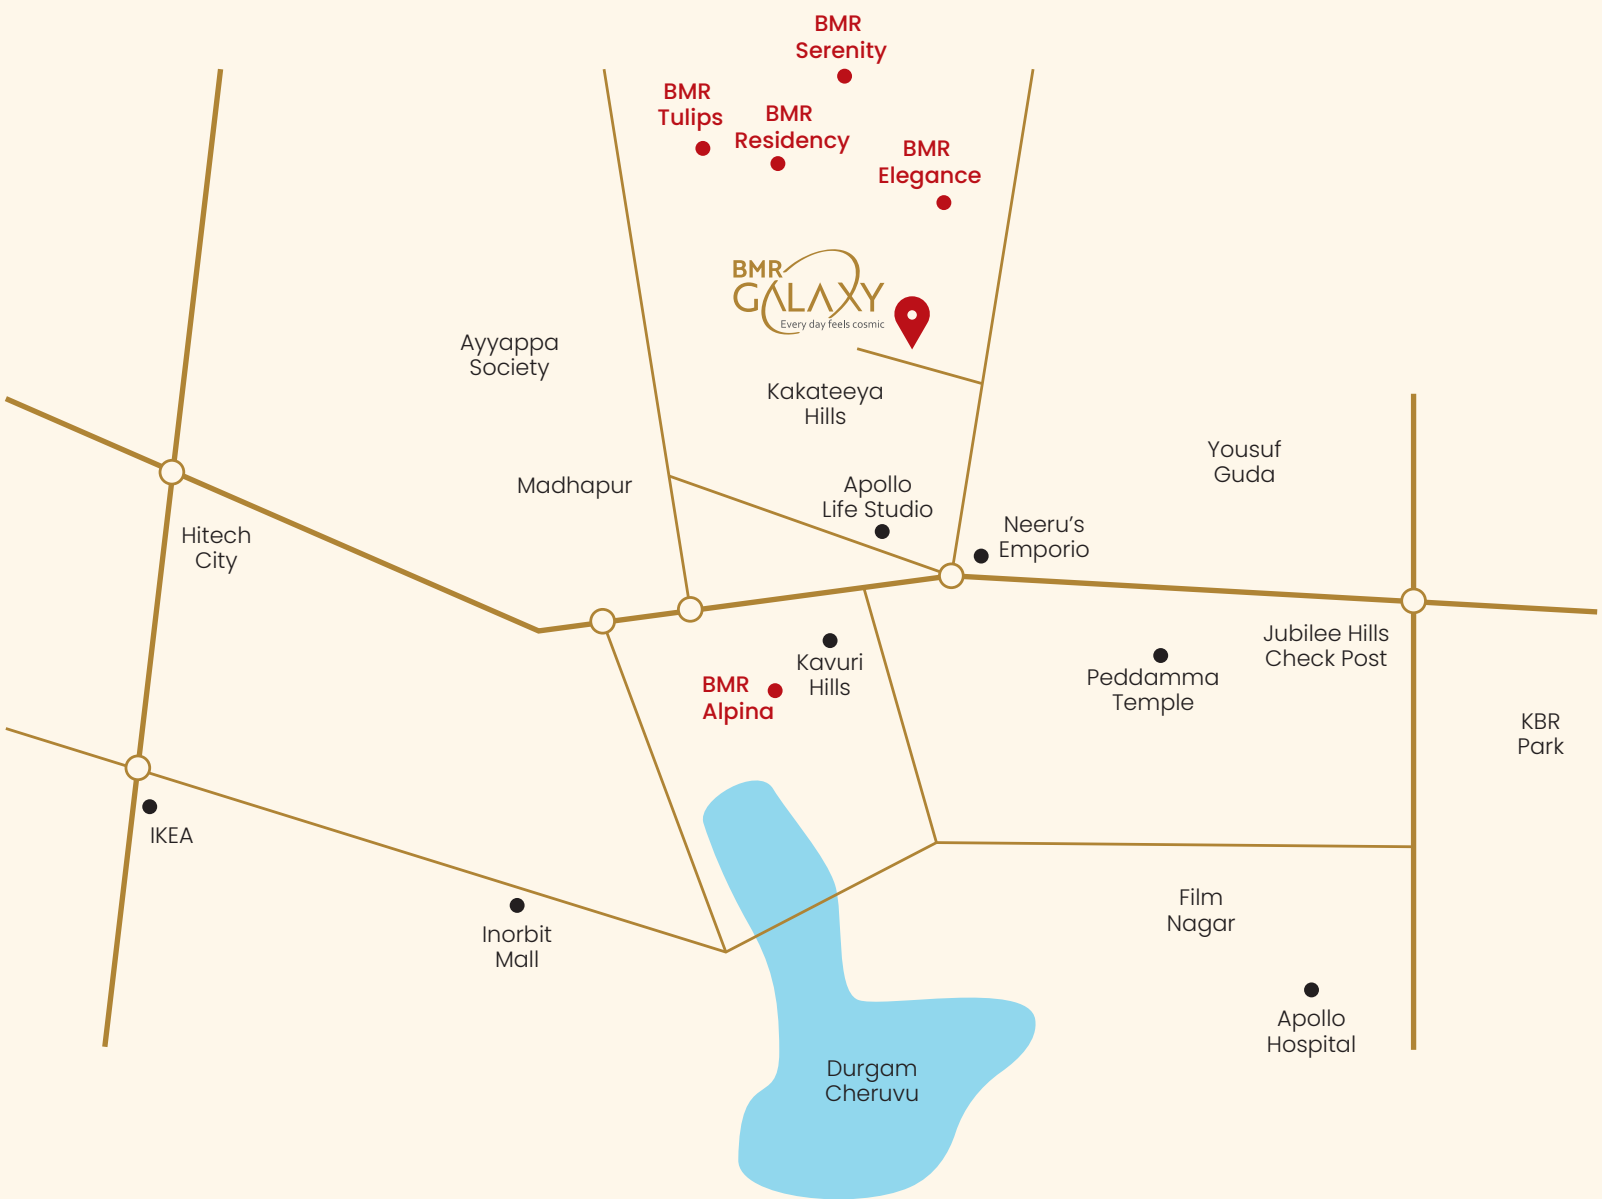 BMR
Serenity
BMR
Tulips
BMR
Residency
BMR
Elegance
BMR
GALAXY
Every day feels cosmic
Ayyappa
Society
Kakateeya
Hills
Yousuf
Guda
Madhapur
Apollo
Life Studio
Neeru’s
Emporio
Hitech
City
Jubilee Hills
Check Post
Kavuri
Hills
BMR
Alpina
Peddamma
Temple
KBR
Park
IKEA
Inorbit
Mall
Film
Nagar
Apollo
Hospital
Durgam
Cheruvu